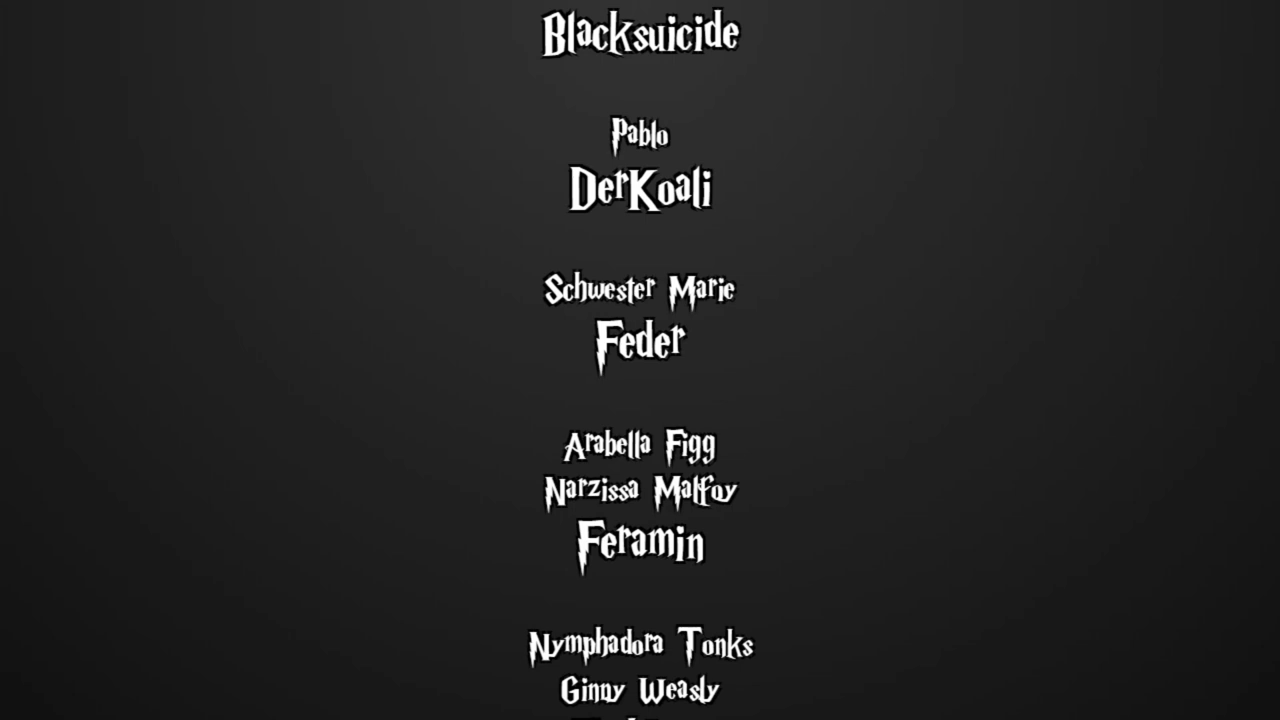 Blacksuicide
Pablo
DerKoali
Schwester Marie
Feder
Arabella Figg
Narzissa Malfoy
Feramin
Nymphadora Tonks
Ginny Weasly